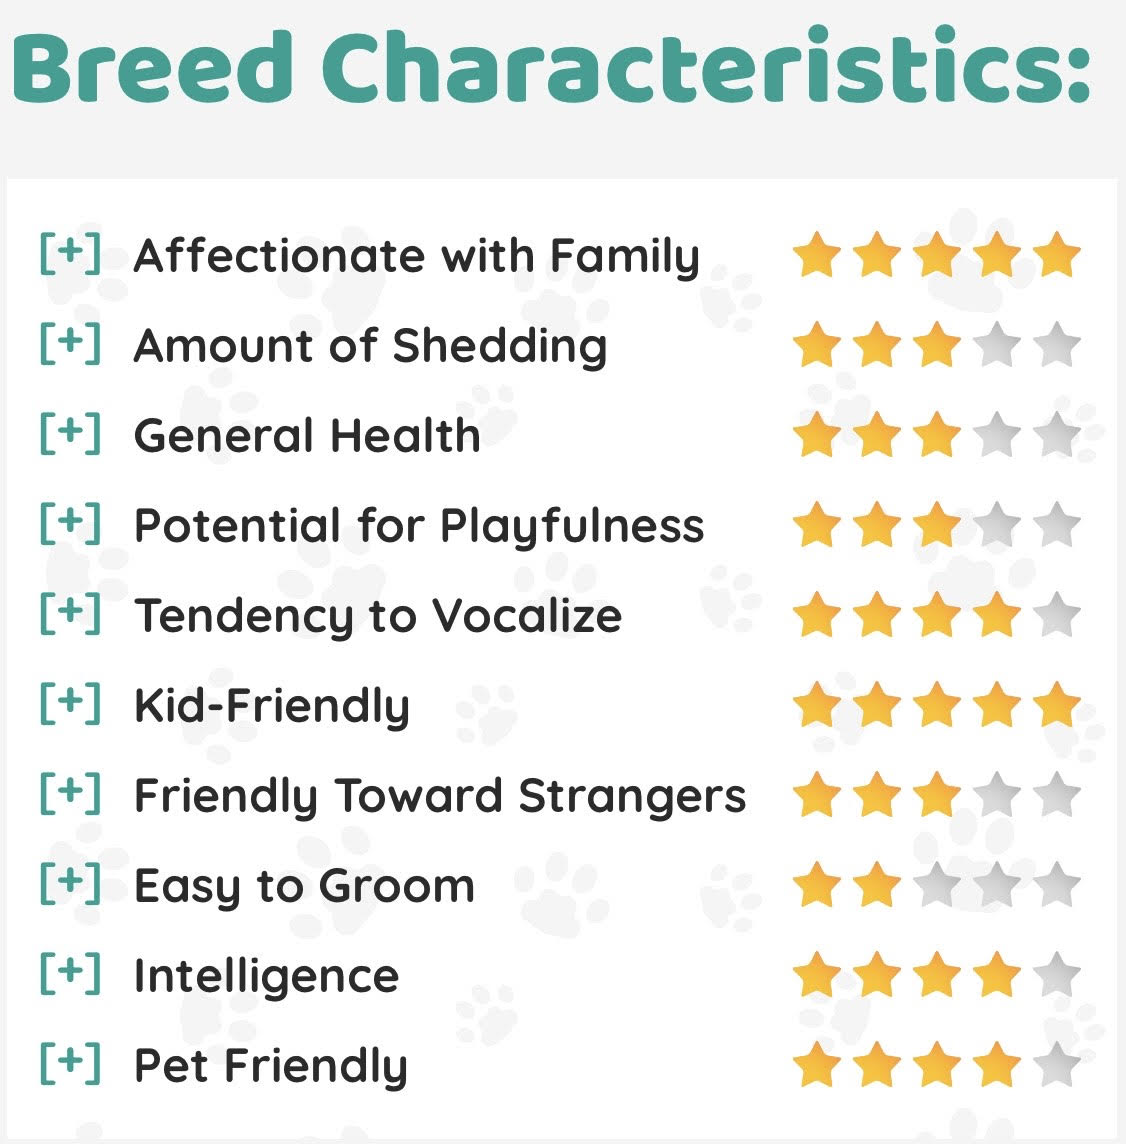 Breed Characteristics:
[+] Affectionate with Family
[+] Amount of Shedding
[+] General Health
[+] Potential for Playfulness
[+] Tendency to Vocalize
[+] Kid-Friendly
[+] Friendly Toward Strangers
[+] Easy to Groom
[+] Intelligence
[+] Pet Friendly